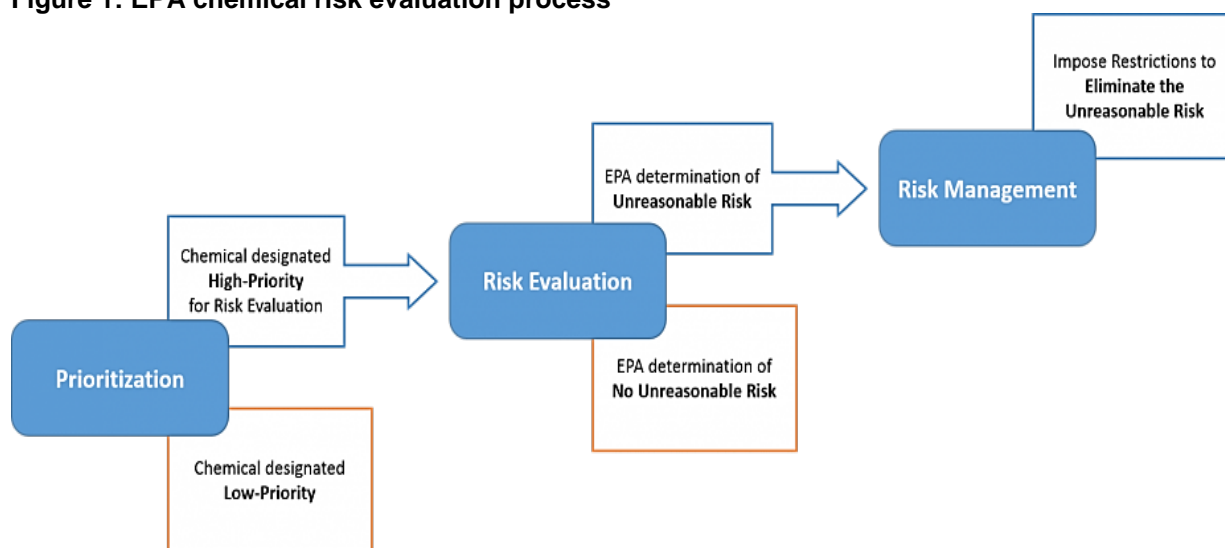 Figure 1: EPA chemical risk evaluation process
Impose Restrictions to
Eliminate the
Unreasonable Risk
Risk Management
EPA determination of
Unreasonable Risk
Risk Evaluation
EPA determination of
No Unreasonable Risk
Chemical designated
High-Priority
for Risk Evaluation
Prioritization
Chemical designated
Low-Priority